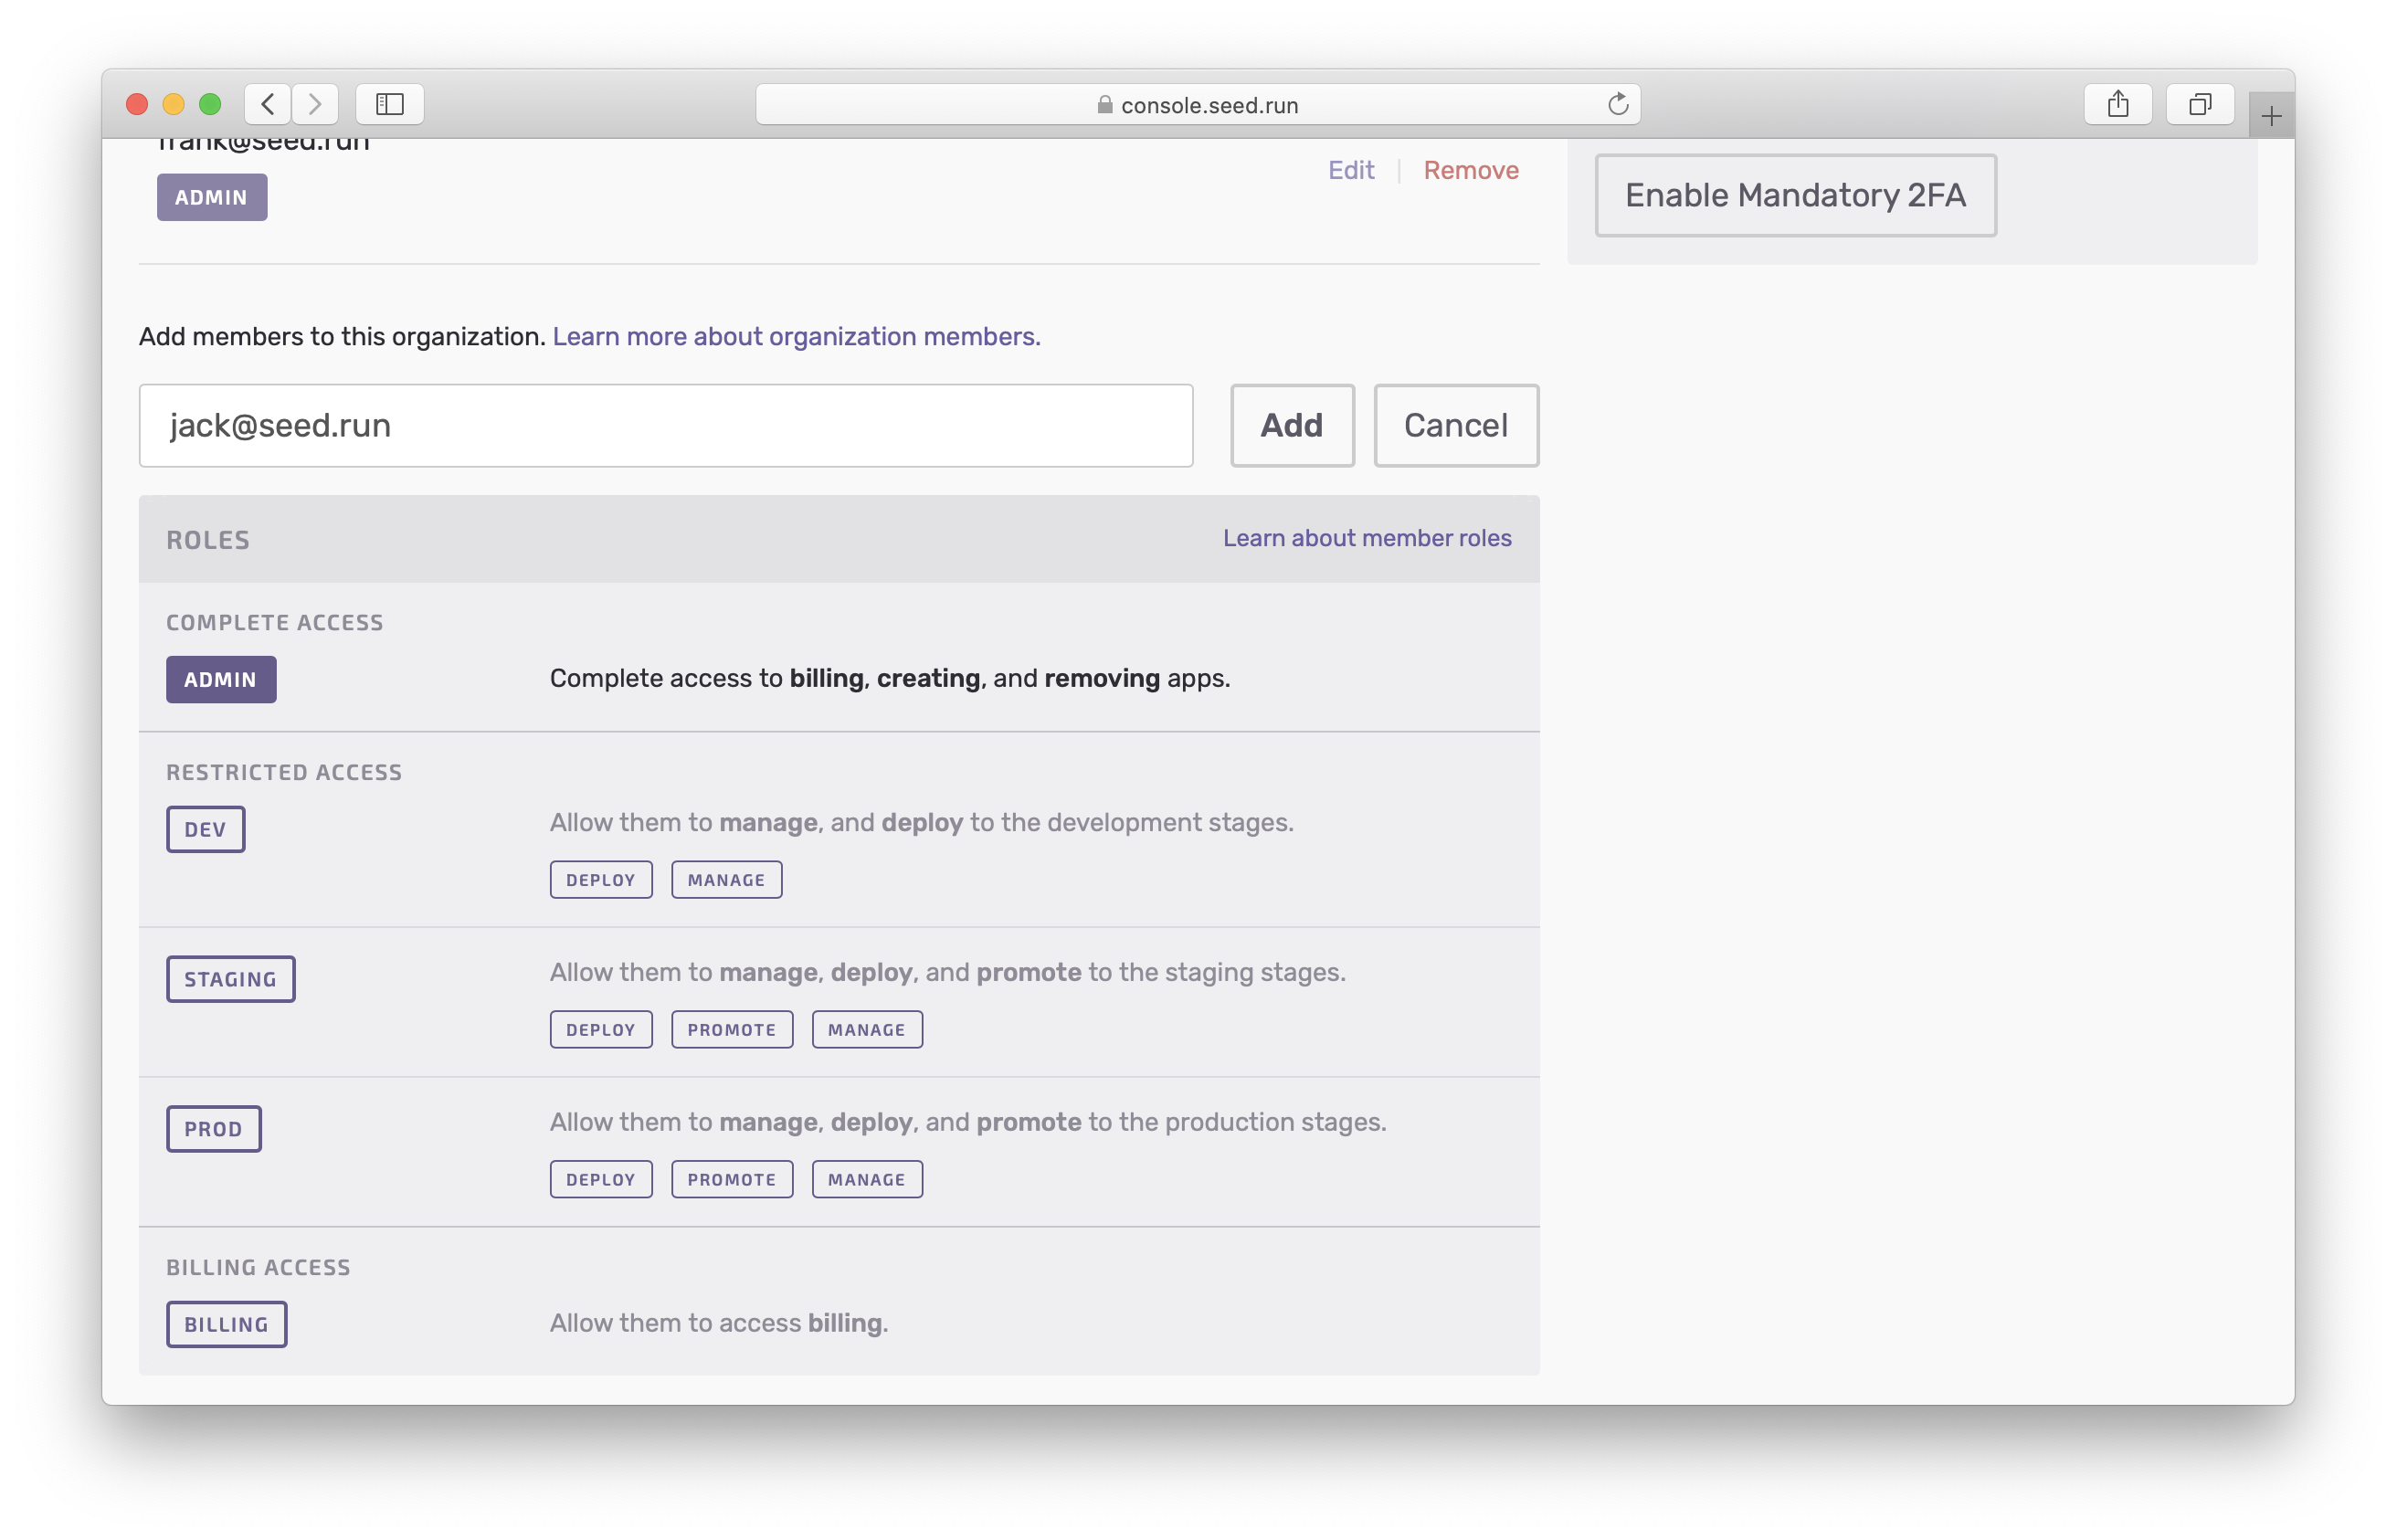 console.seed.run
frank@seed.run
ADMIN
Edit
Remove
Enable Mandatory 2FA
Add members to this organization. Learn more about organization members.
jack@seed.run
Add
Cancel
ROLES
Learn about member roles
COMPLETE ACCESS
ADMIN
Complete access to billing, creating, and removing apps.
RESTRICTED ACCESS
DEV
Allow them to manage, and deploy to the development stages.
DEPLOY MANAGE
STAGING
Allow them to manage, deploy, and promote to the staging stages.
DEPLOY PROMOTE MANAGE
PROD
Allow them to manage, deploy, and promote to the production stages.
DEPLOY PROMOTE MANAGE
BILLING ACCESS
BILLING
Allow them to access billing.